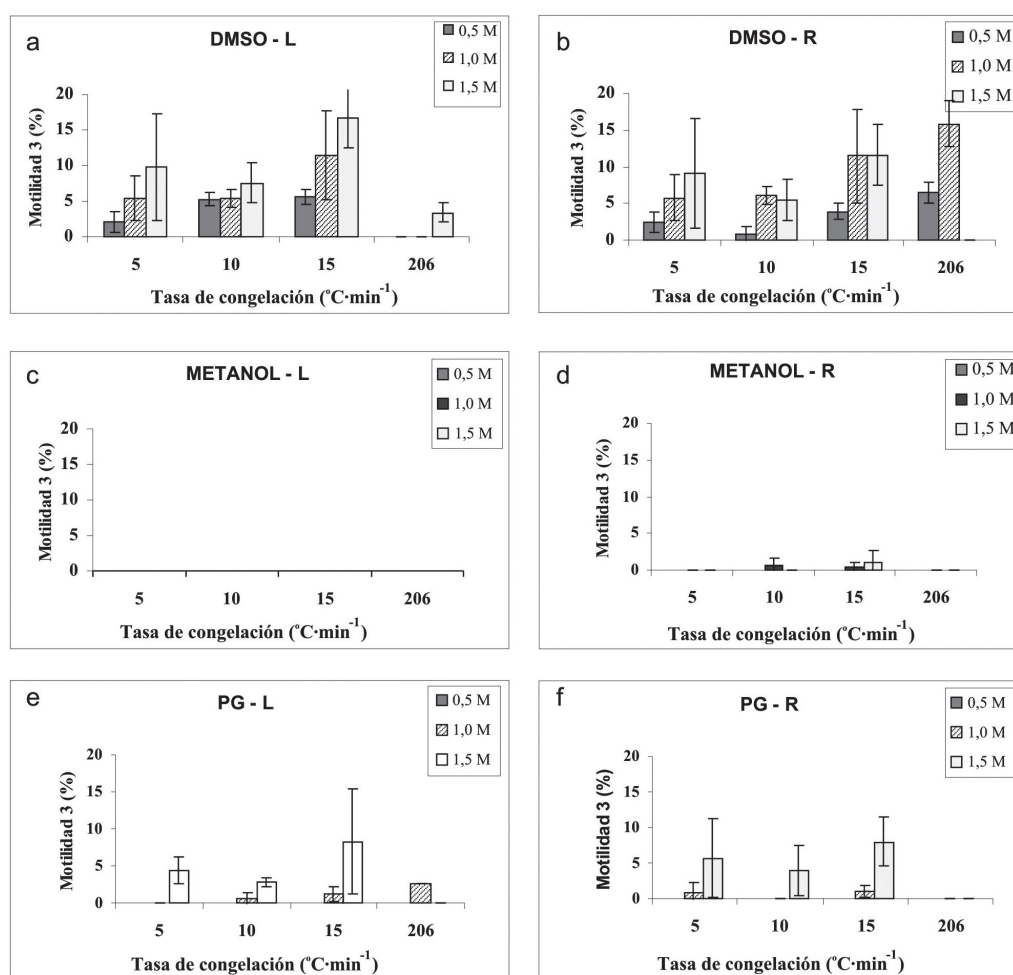 a
DMSO - L
0,5 M
1,0 M
1,5 M
Motilidad 3 (%)
20
15
10
5
0
5 10 15 206
Tasa de congelación (°C·min⁻¹)
b
DMSO - R
0,5 M
1,0 M
1,5 M
Motilidad 3 (%)
20
15
10
5
0
5 10 15 206
Tasa de congelación (°C·min⁻¹)
c
METANOL - L
0,5 M
1,0 M
1,5 M
Motilidad 3 (%)
20
15
10
5
0
5 10 15 206
Tasa de congelación (°C·min⁻¹)
d
METANOL - R
0,5 M
1,0 M
1,5 M
Motilidad 3 (%)
20
15
10
5
0
5 10 15 206
Tasa de congelación (°C·min⁻¹)
e
PG - L
0,5 M
1,0 M
1,5 M
Motilidad 3 (%)
20
15
10
5
0
5 10 15 206
Tasa de congelación (°C·min⁻¹)
f
PG - R
0,5 M
1,0 M
1,5 M
Motilidad 3 (%)
20
15
10
5
0
5 10 15 206
Tasa de congelación (°C·min⁻¹)